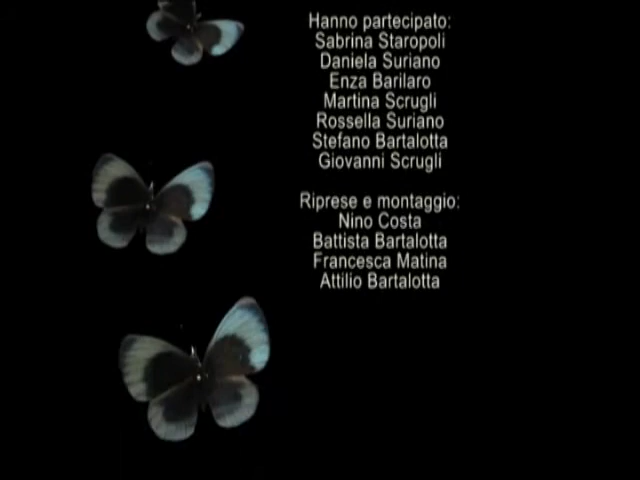 Hanno partecipato:
Sabrina Staropoli
Daniela Suriano
Enza Barilaro
Martina Scrugli
Rossella Suriano
Stefano Bartalotta
Giovanni Scrugli
Riprese e montaggio:
Nino Costa
Battista Bartalotta
Francesca Matina
Attilio Bartalotta